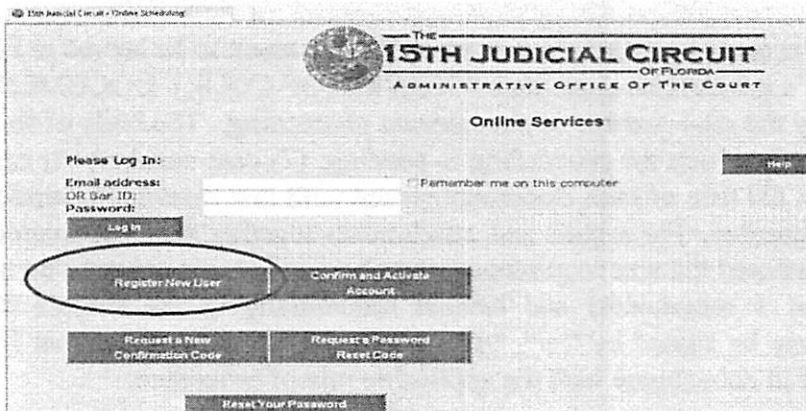 15th Judicial Circuit - Online Scheduling
THE
15TH JUDICIAL CIRCUIT
OF FLORIDA
ADMINISTRATIVE OFFICE OF THE COURT
Online Services
Please Log In:
Help
Email address:
Remember me on this computer
OR Bar ID:
Password:
Log In
Register New User
Confirm and Activate
Account
Request a New
Confirmation Code
Request a Password
Reset Code
Reset Your Password